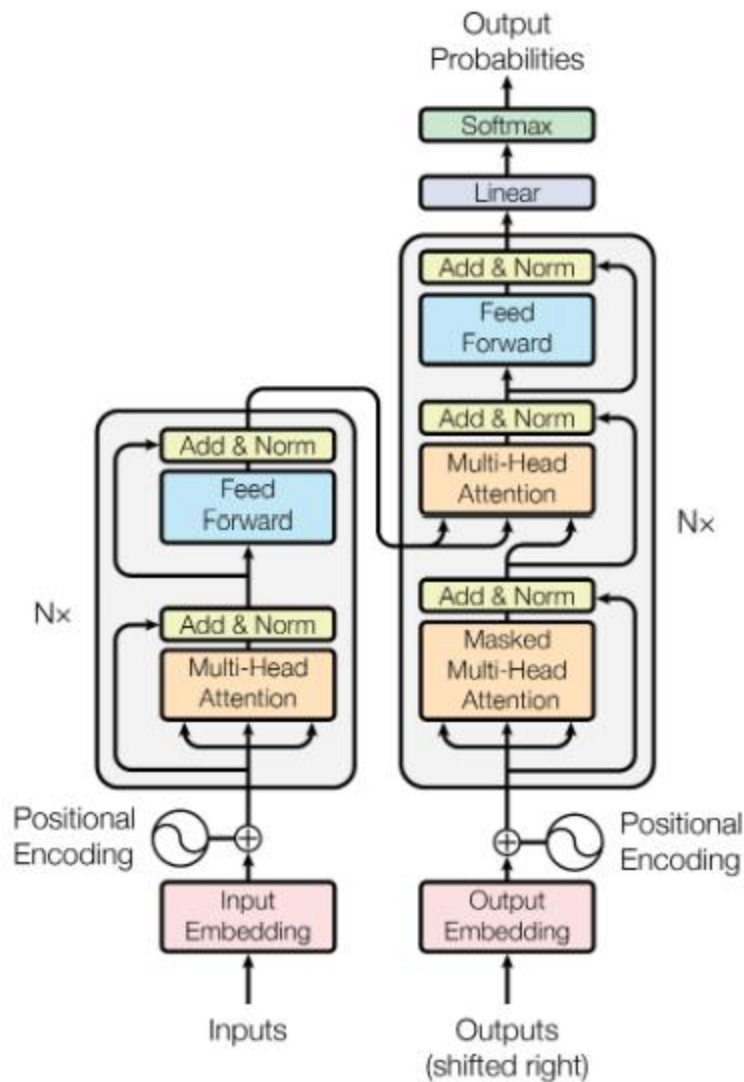 Output
Probabilities
Softmax
Linear
Add & Norm
Feed
Forward
Add & Norm
Multi-Head
Attention
Add & Norm
Masked
Multi-Head
Attention
Nx
Add & Norm
Feed
Forward
Add & Norm
Multi-Head
Attention
Nx
Positional
Encoding
Positional
Encoding
Input
Embedding
Output
Embedding
Inputs
Outputs
(shifted right)